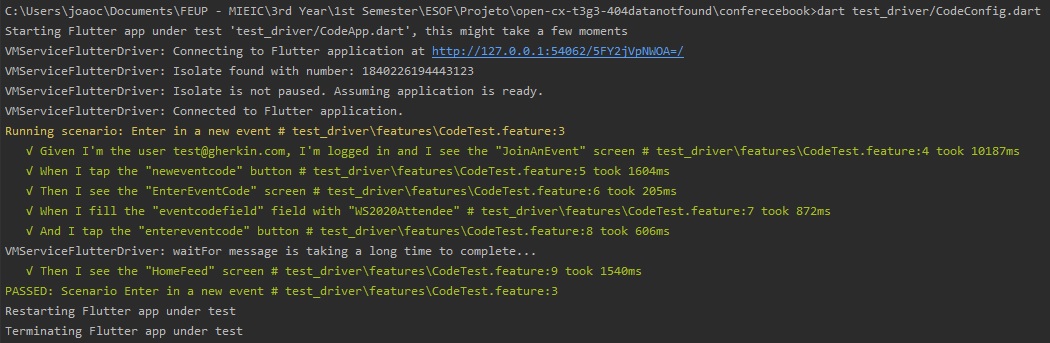 C:\Users\joaoc\Documents\FEUP - MIEIC\3rd Year\1st Semester\ESOF\Projeto\open-cx-t3g3-404datanotfound\conferecebook>dart test_driver/CodeConfig.dart
Starting Flutter app under test 'test_driver/CodeApp.dart', this might take a few moments
VMServiceFlutterDriver: Connecting to Flutter application at http://127.0.0.1:54062/5FY2jVpNWOA=/
VMServiceFlutterDriver: Isolate found with number: 1840226194443123
VMServiceFlutterDriver: Isolate is not paused. Assuming application is ready.
VMServiceFlutterDriver: Connected to Flutter application.
Running scenario: Enter in a new event # test_driver\features\CodeTest.feature:3
√ Given I'm the user test@gherkin.com, I'm logged in and I see the "JoinAnEvent" screen # test_driver\features\CodeTest.feature:4 took 10187ms
√ When I tap the "neweventcode" button # test_driver\features\CodeTest.feature:5 took 1604ms
√ Then I see the "EnterEventCode" screen # test_driver\features\CodeTest.feature:6 took 205ms
√ When I fill the "eventcodefield" field with "WS2020Attendee" # test_driver\features\CodeTest.feature:7 took 872ms
√ And I tap the "entereventcode" button # test_driver\features\CodeTest.feature:8 took 606ms
VMServiceFlutterDriver: waitFor message is taking a long time to complete...
√ Then I see the "HomeFeed" screen # test_driver\features\CodeTest.feature:9 took 1540ms
PASSED: Scenario Enter in a new event # test_driver\features\CodeTest.feature:3
Restarting Flutter app under test
Terminating Flutter app under test